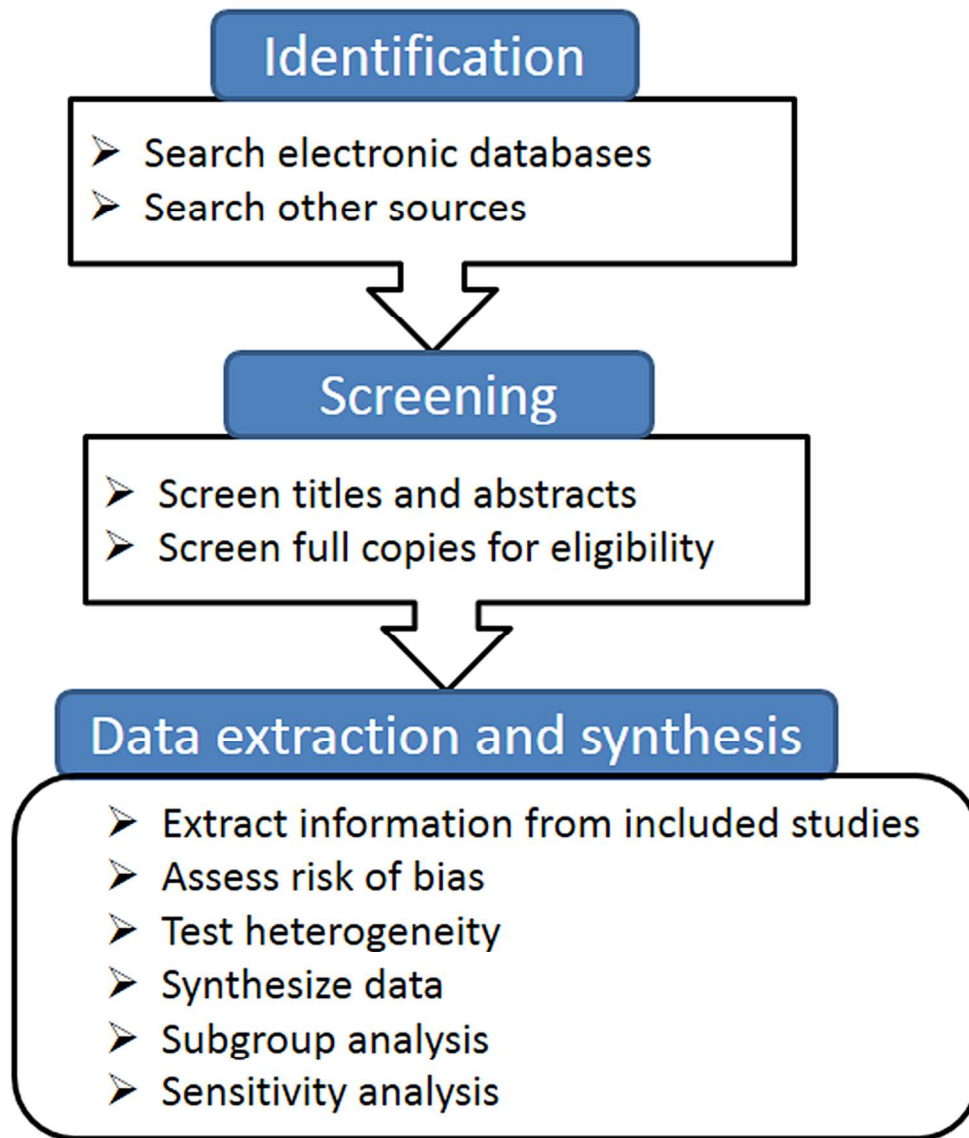 Identification
➢ Search electronic databases
➢ Search other sources
Screening
➢ Screen titles and abstracts
➢ Screen full copies for eligibility
Data extraction and synthesis
➢ Extract information from included studies
➢ Assess risk of bias
➢ Test heterogeneity
➢ Synthesize data
➢ Subgroup analysis
➢ Sensitivity analysis